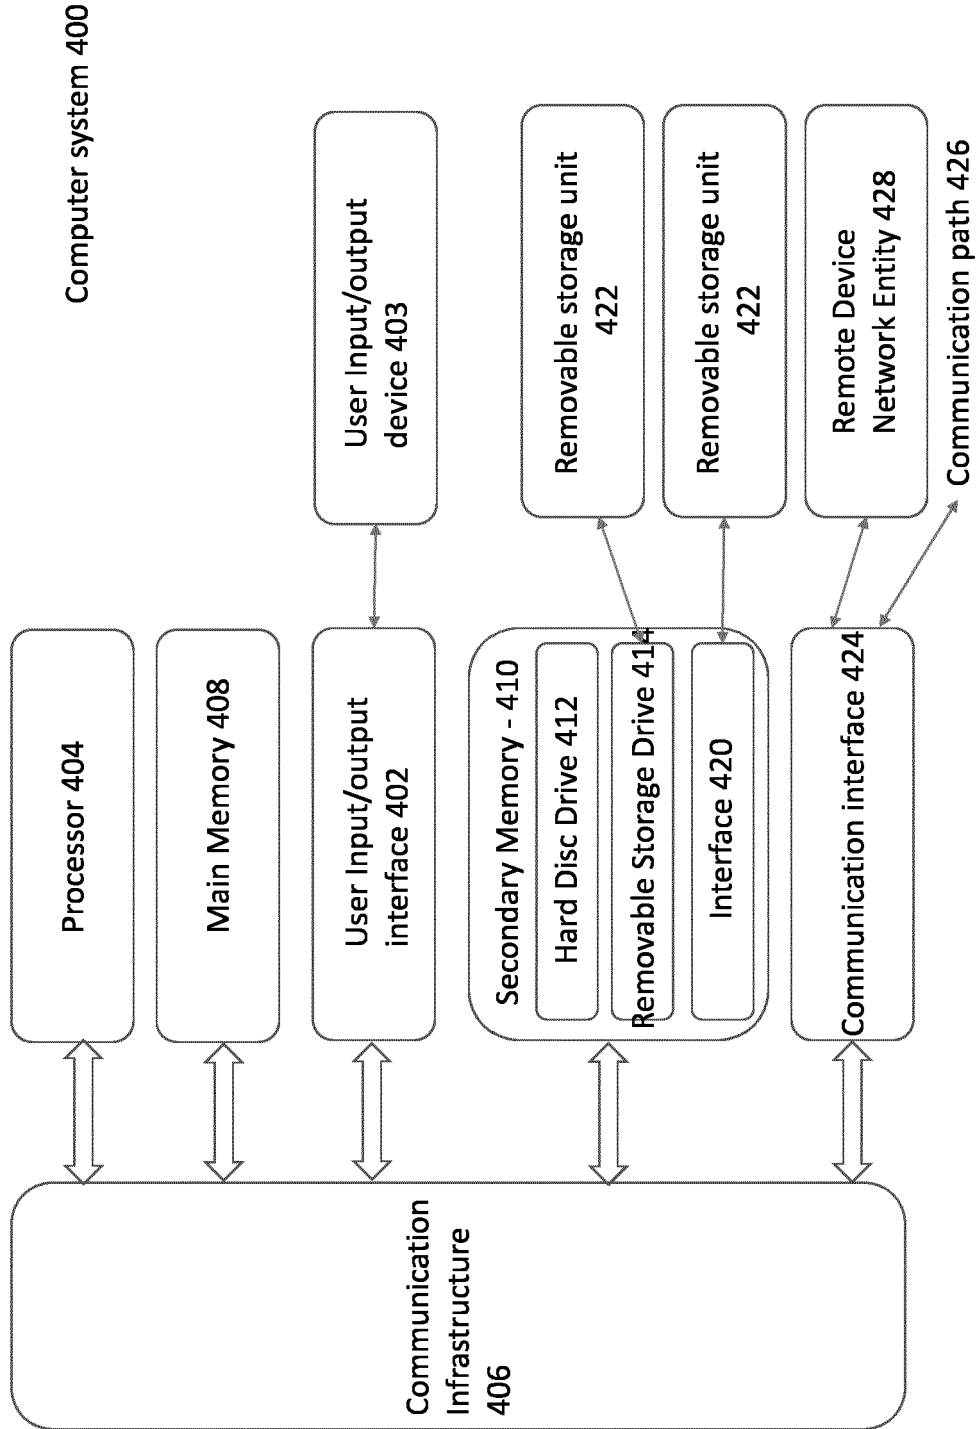 Computer system 400
Communication
Infrastructure
406
Processor 404
Main Memory 408
User Input/output
interface 402
User Input/output
device 403
Secondary Memory - 410
Hard Disc Drive 412
Removable Storage Drive 414
Interface 420
Removable storage unit
422
Removable storage unit
422
Communication interface 424
Remote Device
Network Entity 428
Communication path 426